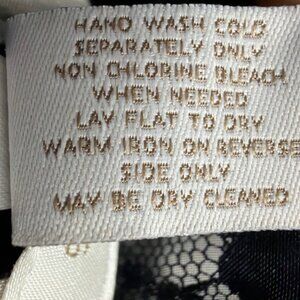 HAND WASH COLD
SEPARATELY ONLY
NON CHLORINE BLEACH
WHEN NEEDED
LAY FLAT TO DRY
WARM IRON ON REVERSE
SIDE ONLY
MAY BE DRY CLEANED